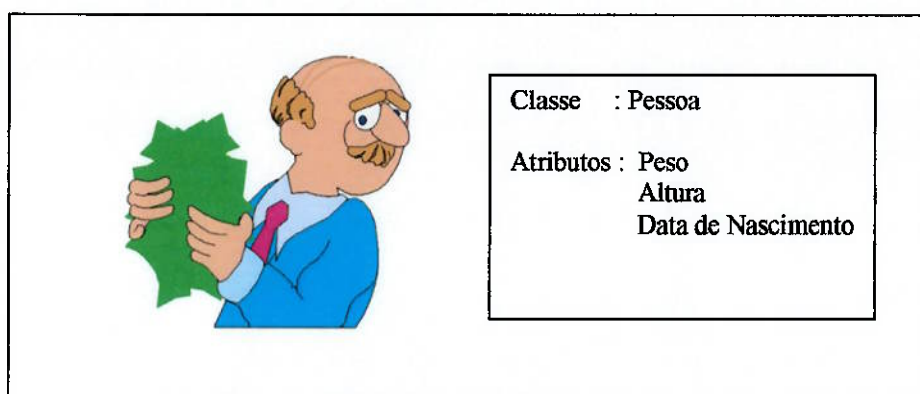 Classe : Pessoa
Atributos : Peso
Altura
Data de Nascimento